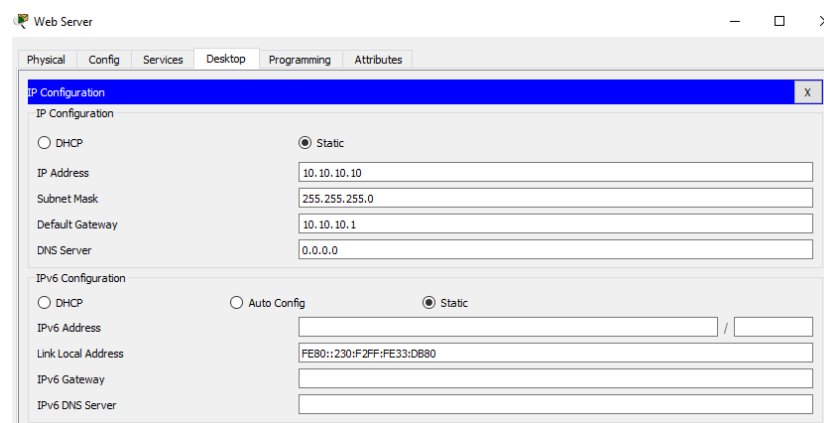 Web Server
Physical Config Services Desktop Programming Attributes
IP Configuration X
IP Configuration
DHCP Static
IP Address 10.10.10.10
Subnet Mask 255.255.255.0
Default Gateway 10.10.10.1
DNS Server 0.0.0.0
IPv6 Configuration
DHCP Auto Config Static
IPv6 Address /
Link Local Address FE80::230:F2FF:FE33:DB80
IPv6 Gateway
IPv6 DNS Server